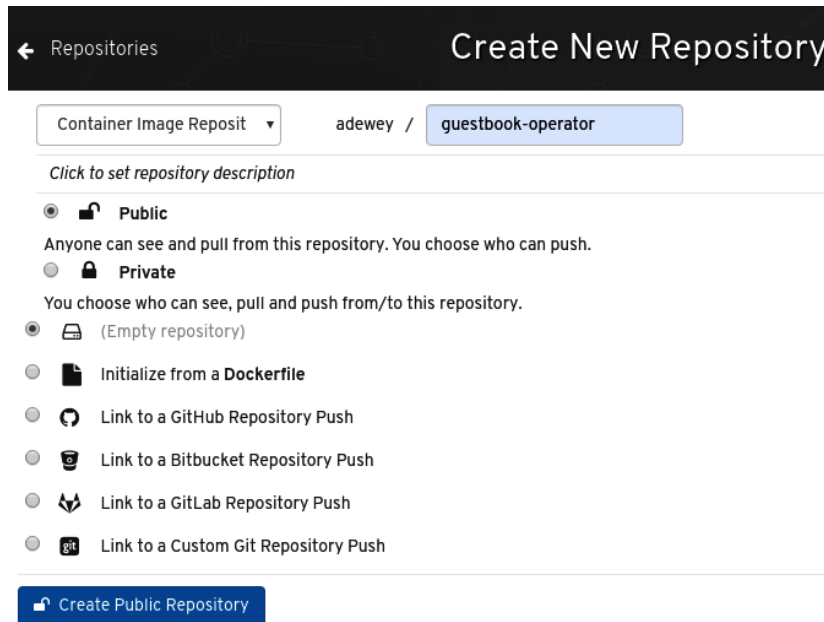 Repositories
Create New Repository
Container Image Reposit
adewey / guestbook-operator
Click to set repository description
Public
Anyone can see and pull from this repository. You choose who can push.
Private
You choose who can see, pull and push from/to this repository.
(Empty repository)
Initialize from a Dockerfile
Link to a GitHub Repository Push
Link to a Bitbucket Repository Push
Link to a GitLab Repository Push
git Link to a Custom Git Repository Push
Create Public Repository